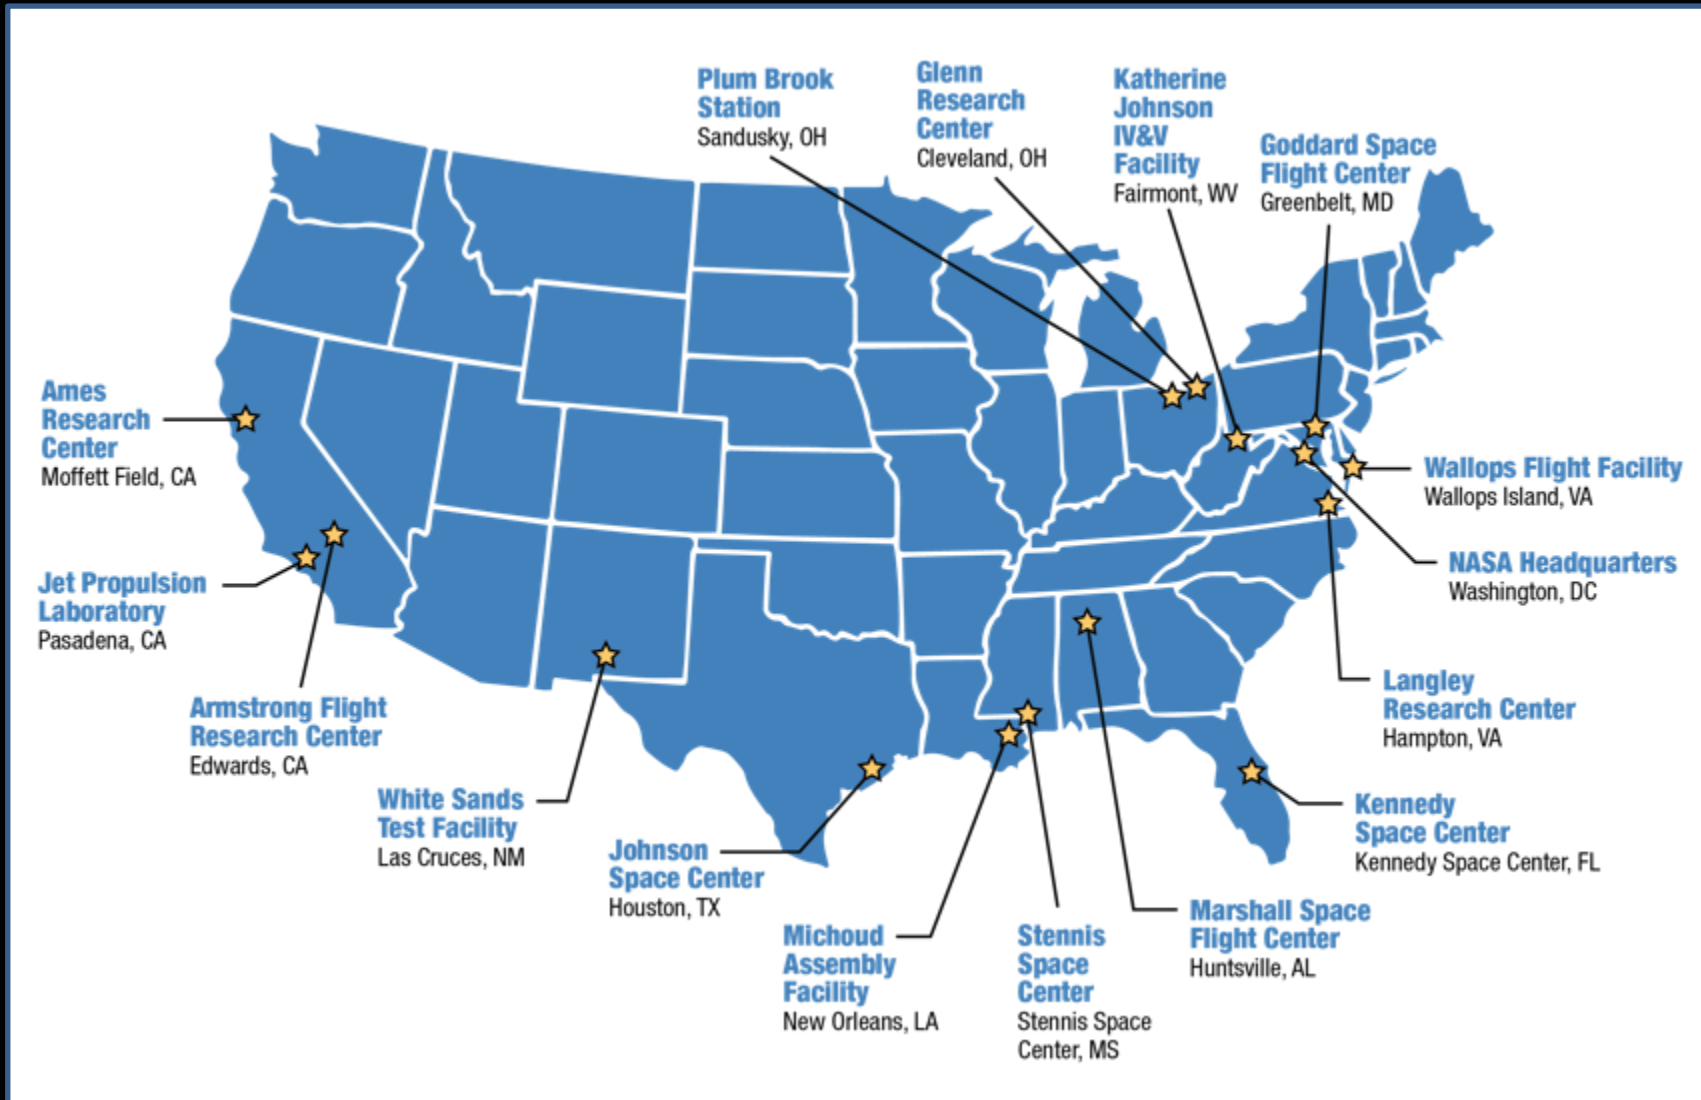 Plum Brook
Station
Sandusky, OH
Glenn
Research
Center
Cleveland, OH
Katherine
Johnson
IV&V
Facility
Fairmont, WV
Goddard Space
Flight Center
Greenbelt, MD
Ames
Research
Center
Moffett Field, CA
Wallops Flight Facility
Wallops Island, VA
NASA Headquarters
Washington, DC
Jet Propulsion
Laboratory
Pasadena, CA
Langley
Research Center
Hampton, VA
Armstrong Flight
Research Center
Edwards, CA
White Sands
Test Facility
Las Cruces, NM
Kennedy
Space Center
Kennedy Space Center, FL
Johnson
Space Center
Houston, TX
Marshall Space
Flight Center
Huntsville, AL
Michoud
Assembly
Facility
New Orleans, LA
Stennis
Space
Center
Stennis Space
Center, MS